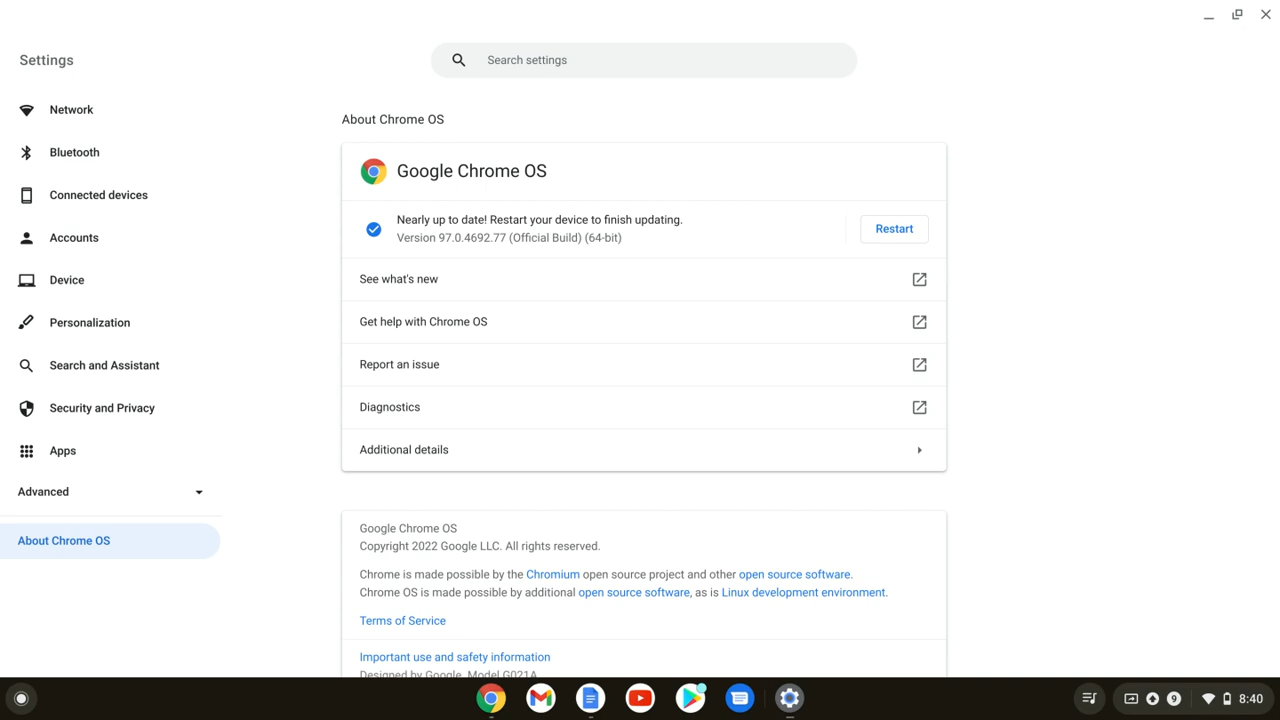 Settings
Search settings
Network
Bluetooth
Connected devices
Accounts
Device
Personalization
Search and Assistant
Security and Privacy
Apps
Advanced
About Chrome OS
About Chrome OS
Google Chrome OS
Nearly up to date! Restart your device to finish updating.
Version 97.0.4692.77 (Official Build) (64-bit)
Restart
See what's new
Get help with Chrome OS
Report an issue
Diagnostics
Additional details
Google Chrome OS
Copyright 2022 Google LLC. All rights reserved.
Chrome is made possible by the Chromium open source project and other open source software.
Chrome OS is made possible by additional open source software, as is Linux development environment.
Terms of Service
Important use and safety information
Designed by Google, Model G021A
9
8:40